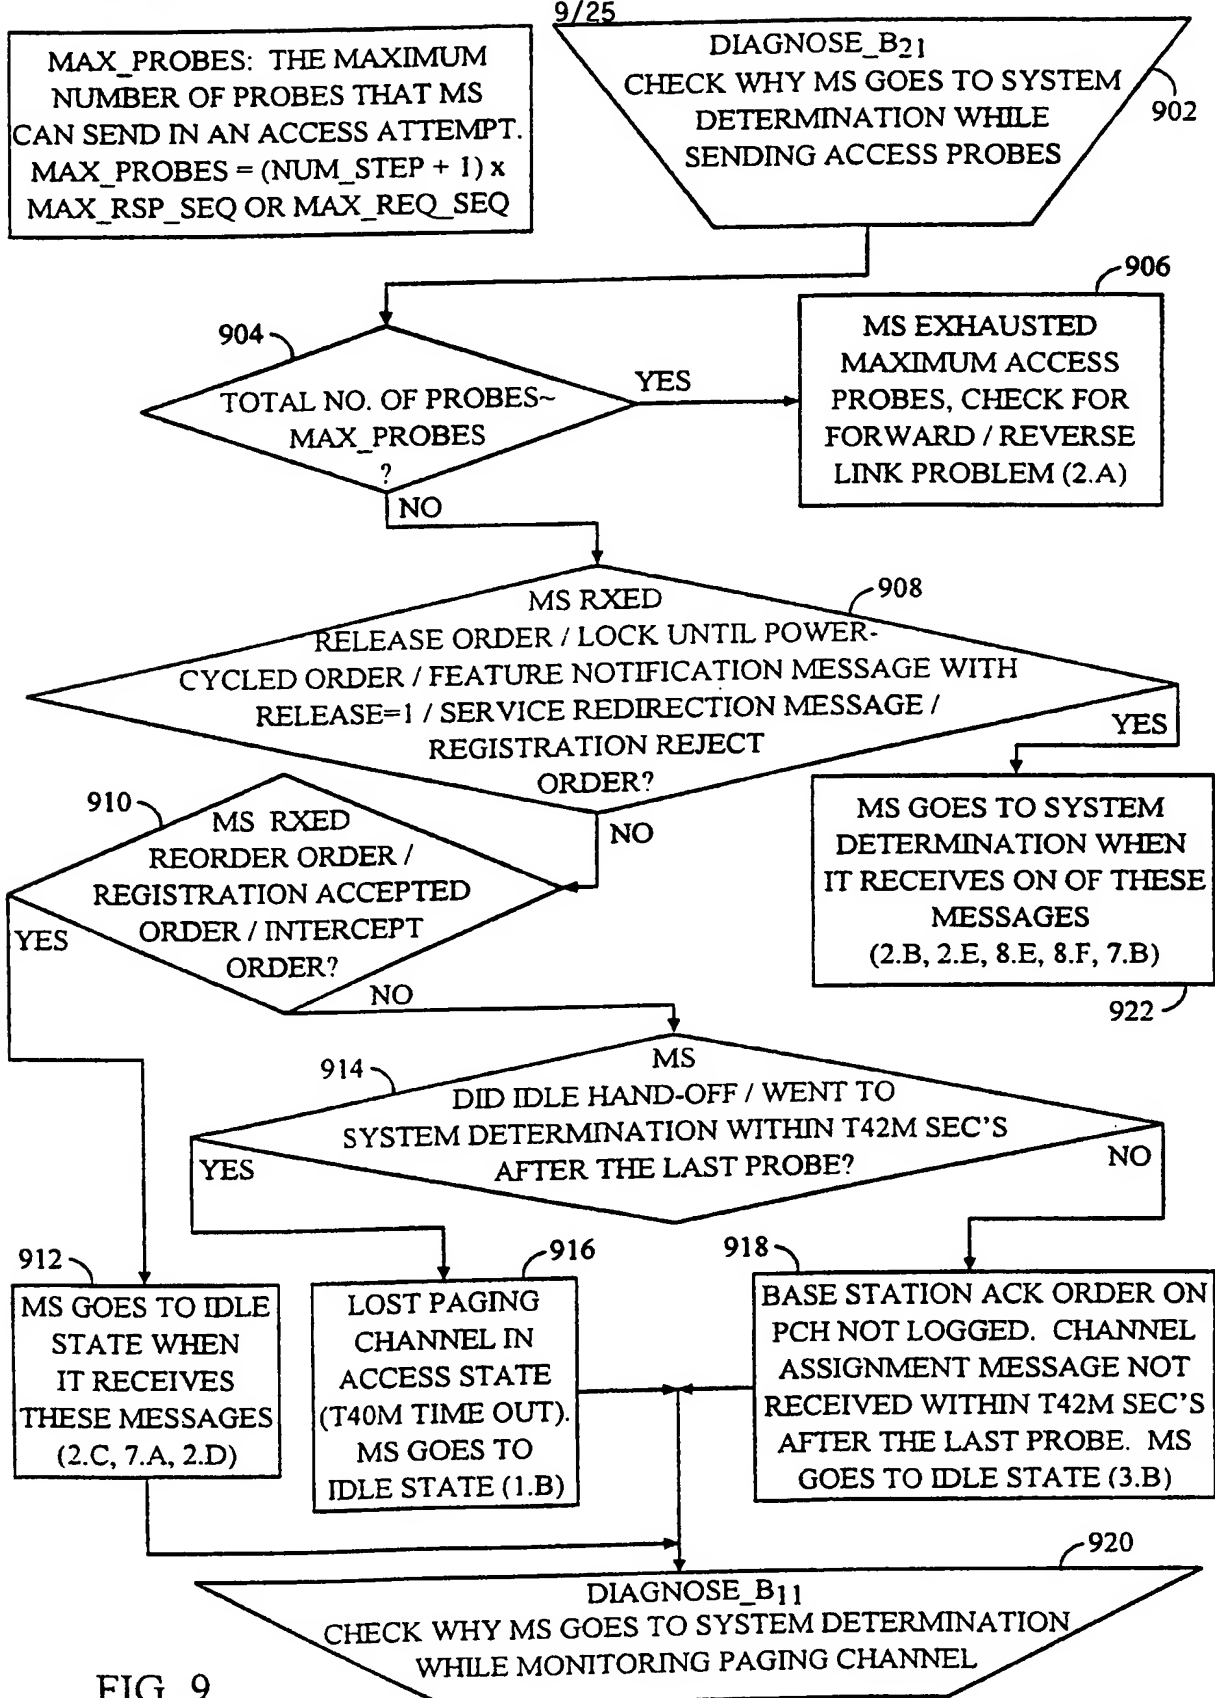 9/25
MAX_PROBES: THE MAXIMUM
NUMBER OF PROBES THAT MS
CAN SEND IN AN ACCESS ATTEMPT.
MAX_PROBES = (NUM_STEP + 1) x
MAX_RSP_SEQ OR MAX_REQ_SEQ
DIAGNOSE_B21
CHECK WHY MS GOES TO SYSTEM
DETERMINATION WHILE
SENDING ACCESS PROBES
902
904
TOTAL NO. OF PROBES~
MAX_PROBES
?
YES
NO
906
MS EXHAUSTED
MAXIMUM ACCESS
PROBES, CHECK FOR
FORWARD / REVERSE
LINK PROBLEM (2.A)
908
MS RXED
RELEASE ORDER / LOCK UNTIL POWER-
CYCLED ORDER / FEATURE NOTIFICATION MESSAGE WITH
RELEASE=1 / SERVICE REDIRECTION MESSAGE /
REGISTRATION REJECT
ORDER?
YES
NO
910
MS RXED
REORDER ORDER /
REGISTRATION ACCEPTED
ORDER / INTERCEPT
ORDER?
YES
NO
MS GOES TO SYSTEM
DETERMINATION WHEN
IT RECEIVES ON OF THESE
MESSAGES
(2.B, 2.E, 8.E, 8.F, 7.B)
922
914
MS
DID IDLE HAND-OFF / WENT TO
SYSTEM DETERMINATION WITHIN T42M SEC'S
AFTER THE LAST PROBE?
YES
NO
912
MS GOES TO IDLE
STATE WHEN
IT RECEIVES
THESE MESSAGES
(2.C, 7.A, 2.D)
916
LOST PAGING
CHANNEL IN
ACCESS STATE
(T40M TIME OUT).
MS GOES TO
IDLE STATE (1.B)
918
BASE STATION ACK ORDER ON
PCH NOT LOGGED. CHANNEL
ASSIGNMENT MESSAGE NOT
RECEIVED WITHIN T42M SEC'S
AFTER THE LAST PROBE. MS
GOES TO IDLE STATE (3.B)
920
DIAGNOSE_B11
CHECK WHY MS GOES TO SYSTEM DETERMINATION
WHILE MONITORING PAGING CHANNEL
FIG. 9